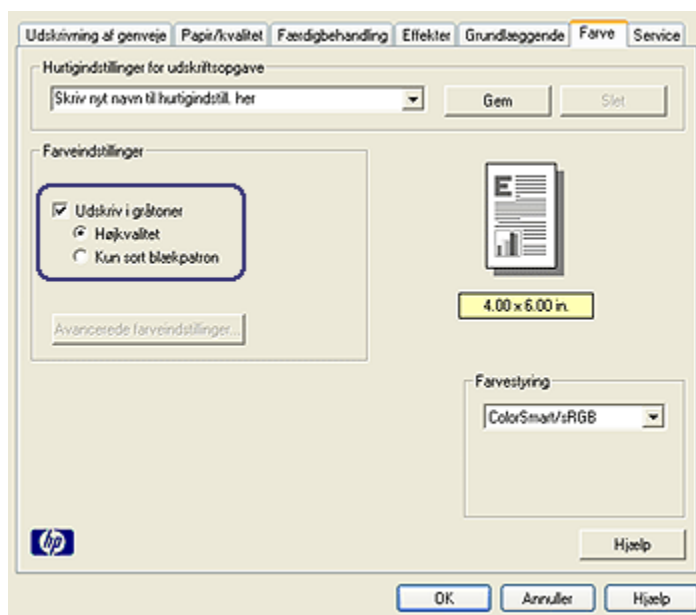 Udskrivning af genveje Papir/kvalitet Færdigbehandling Effekter Grundlæggende Farve Service
Hurtigindstillinger for udskriftsopgave
Skriv nyt navn til hurtigindstill. her
Gem
Slet
Farveindstillinger
Udskriv i gråtoner
Højkvalitet
Kun sort blækpatron
Avancerede farveindstillinger...
E
4.00 x 6.00 in.
Farvestyring
ColorSmart/sRGB
hp
Hjælp
OK Annuller Hjælp